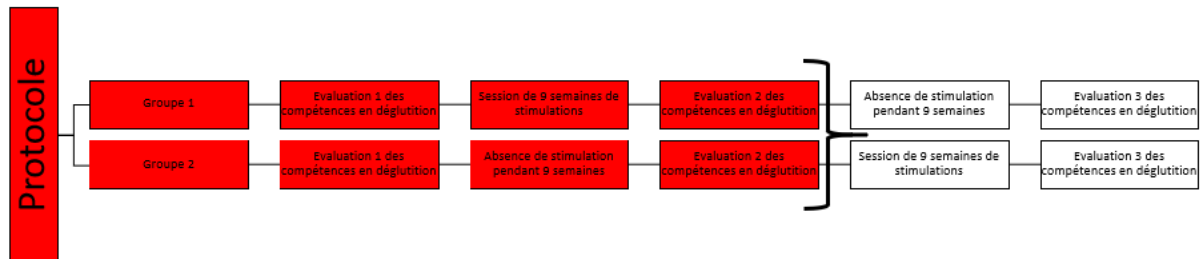 Protocole
Groupe 1
Evaluation 1 des
compétences en déglutition
Session de 9 semaines de
stimulations
Evaluation 2 des
compétences en déglutition
Absence de stimulation
pendant 9 semaines
Evaluation 3 des
compétences en déglutition
Groupe 2
Evaluation 1 des
compétences en déglutition
Absence de stimulation
pendant 9 semaines
Evaluation 2 des
compétences en déglutition
Session de 9 semaines de
stimulations
Evaluation 3 des
compétences en déglutition